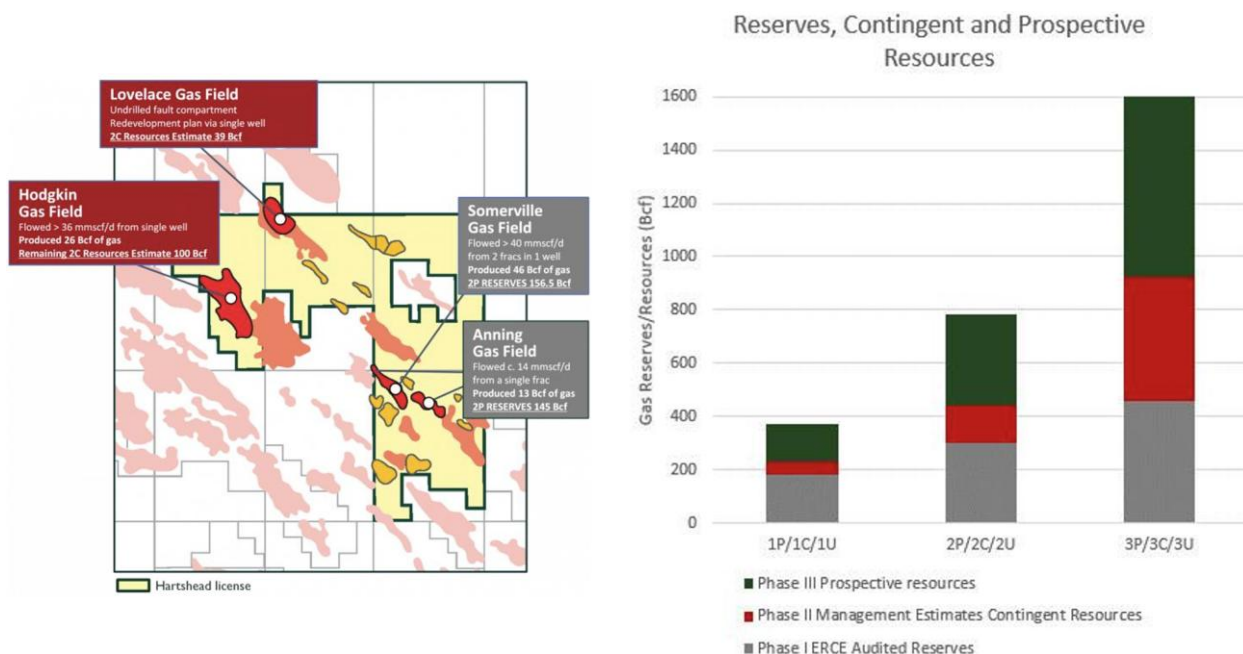 Lovelace Gas Field
Undrilled fault compartment
Redevelopment plan via single well
2C Resources Estimate 39 Bcf
Hodgkin
Gas Field
Flowed > 36 mmscf/d from single well
Produced 26 Bcf of gas
Remaining 2C Resources Estimate 100 Bcf
Somerville
Gas Field
Flowed > 40 mmscf/d
from 2 fracs in 1 well
Produced 46 Bcf of gas
2P RESERVES 156.5 Bcf
Anning
Gas Field
Flowed c. 14 mmscf/d
from a single frac
Produced 13 Bcf of gas
2P RESERVES 145 Bcf
Hartshead license
Reserves, Contingent and Prospective
Resources
Gas Reserves/Resources (Bcf)
1600
1400
1200
1000
800
600
400
200
0
1P/1C/1U
2P/2C/2U
3P/3C/3U
Phase III Prospective resources
Phase II Management Estimates Contingent Resources
Phase I ERCE Audited Reserves